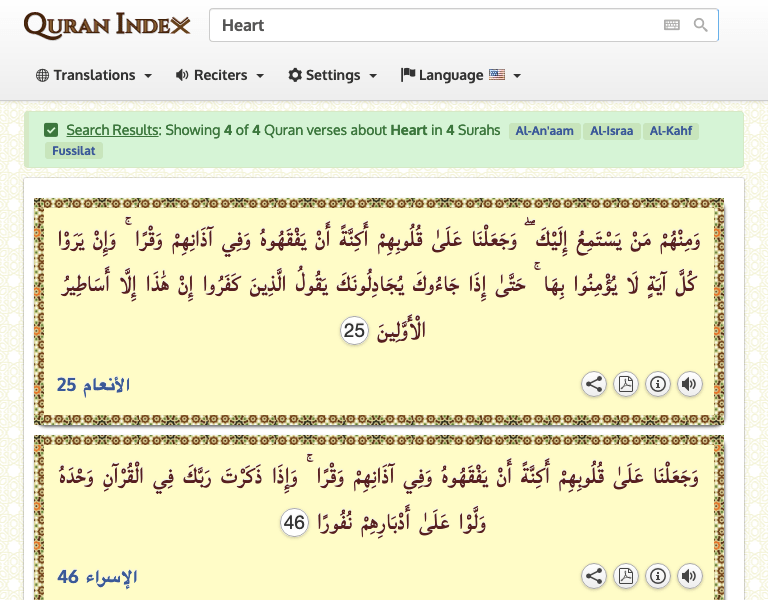 QURAN INDEX
Heart
Translations Reciters Settings Language
Search Results: Showing 4 of 4 Quran verses about Heart in 4 Surahs Al-An'aam Al-Israa Al-Kahf
Fussilat
وَمِنْهُمْ مَنْ يَسْتَمِعُ إِلَيْكَ ۖ وَجَعَلْنَا عَلَىٰ قُلُوبِهِمْ أَكِنَّةً أَنْ يَفْقَهُوهُ وَفِي آذَانِهِمْ وَقْرًا ۚ وَإِنْ يَرَوْا
كُلَّ آيَةٍ لَا يُؤْمِنُوا بِهَا ۚ حَتَّىٰ إِذَا جَاءُوكَ يُجَادِلُونَكَ يَقُولُ الَّذِينَ كَفَرُوا إِنْ هَٰذَا إِلَّا أَسَاطِيرُ
الْأَوَّلِينَ 25
الأنعام 25
وَجَعَلْنَا عَلَىٰ قُلُوبِهِمْ أَكِنَّةً أَنْ يَفْقَهُوهُ وَفِي آذَانِهِمْ وَقْرًا ۚ وَإِذَا ذَكَرْتَ رَبَّكَ فِي الْقُرْآنِ وَحْدَهُ
وَلَّوْا عَلَىٰ أَدْبَارِهِمْ نُفُورًا 46
الإسراء 46